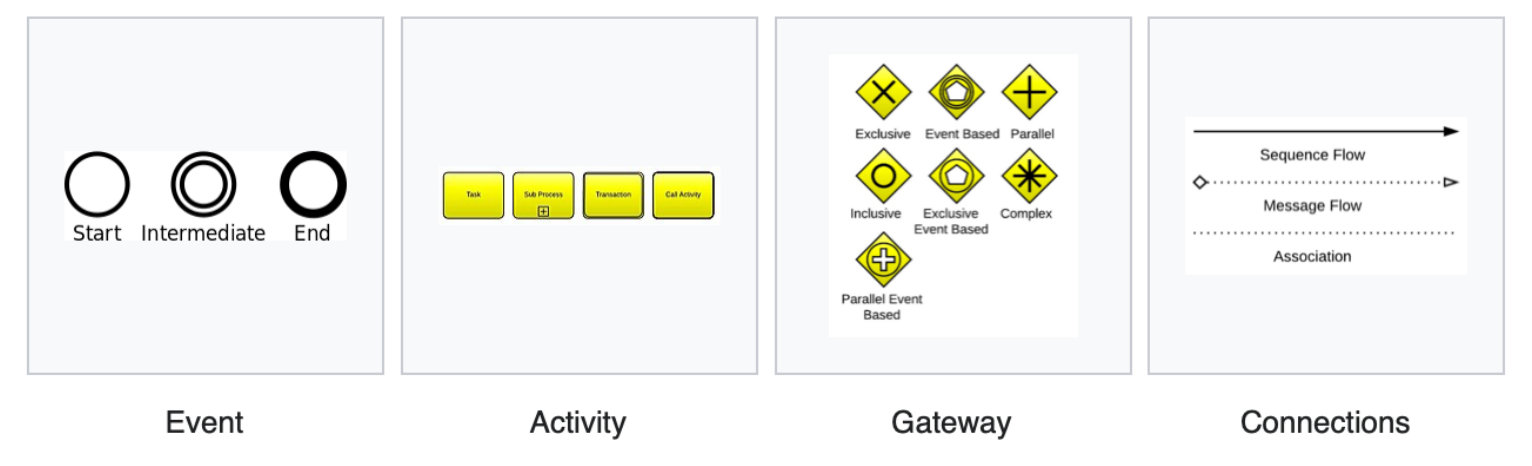 Start Intermediate End
Task Sub Process Transaction Call Activity
Exclusive Event Based Parallel
Inclusive Exclusive Event Based Complex
Parallel Event
Based
Sequence Flow
Message Flow
Association
Event Activity Gateway Connections